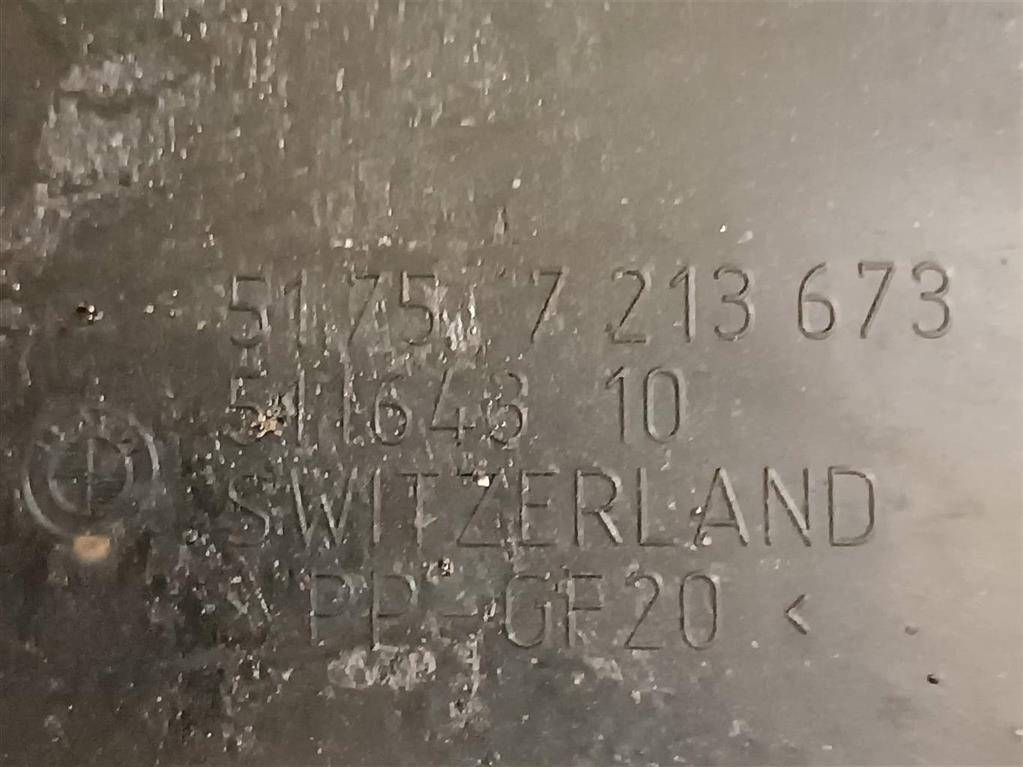 51.75 7 213 673
511643 10
SWITZERLAND
> PP-GF20 <